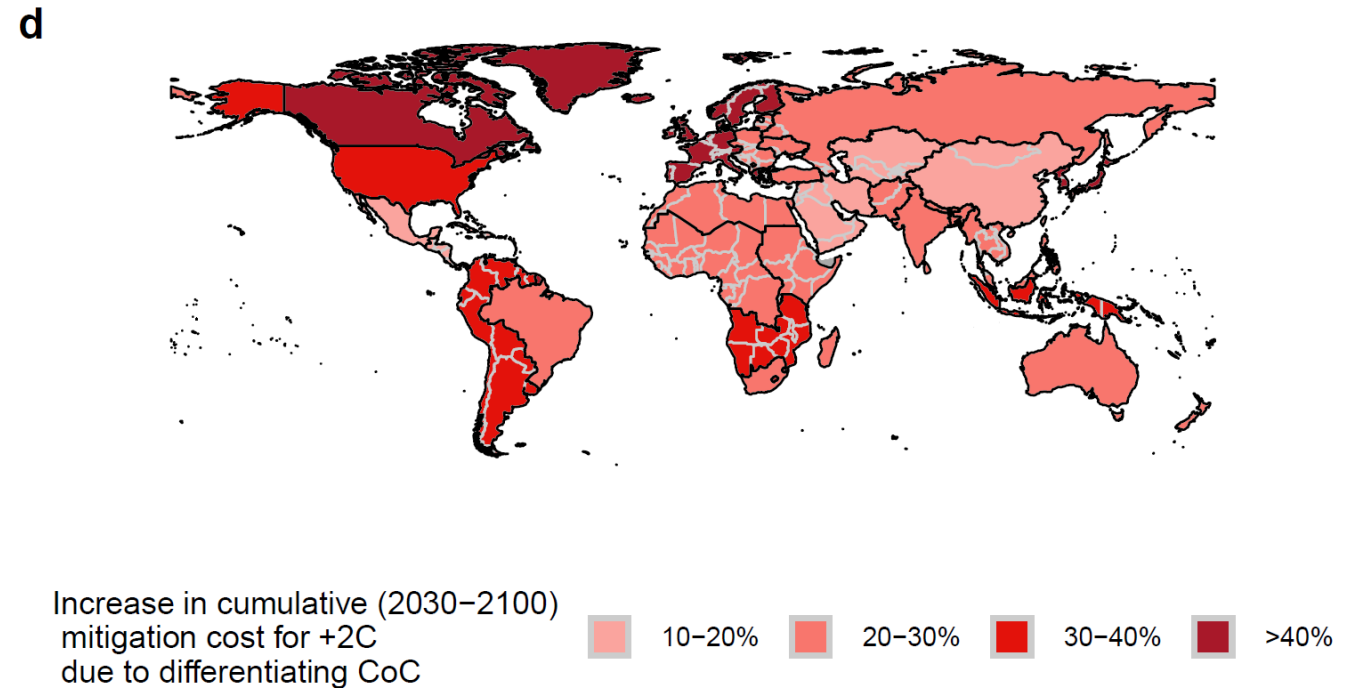 d
Increase in cumulative (2030−2100)
mitigation cost for +2C
due to differentiating CoC
10−20%
20−30%
30−40%
>40%